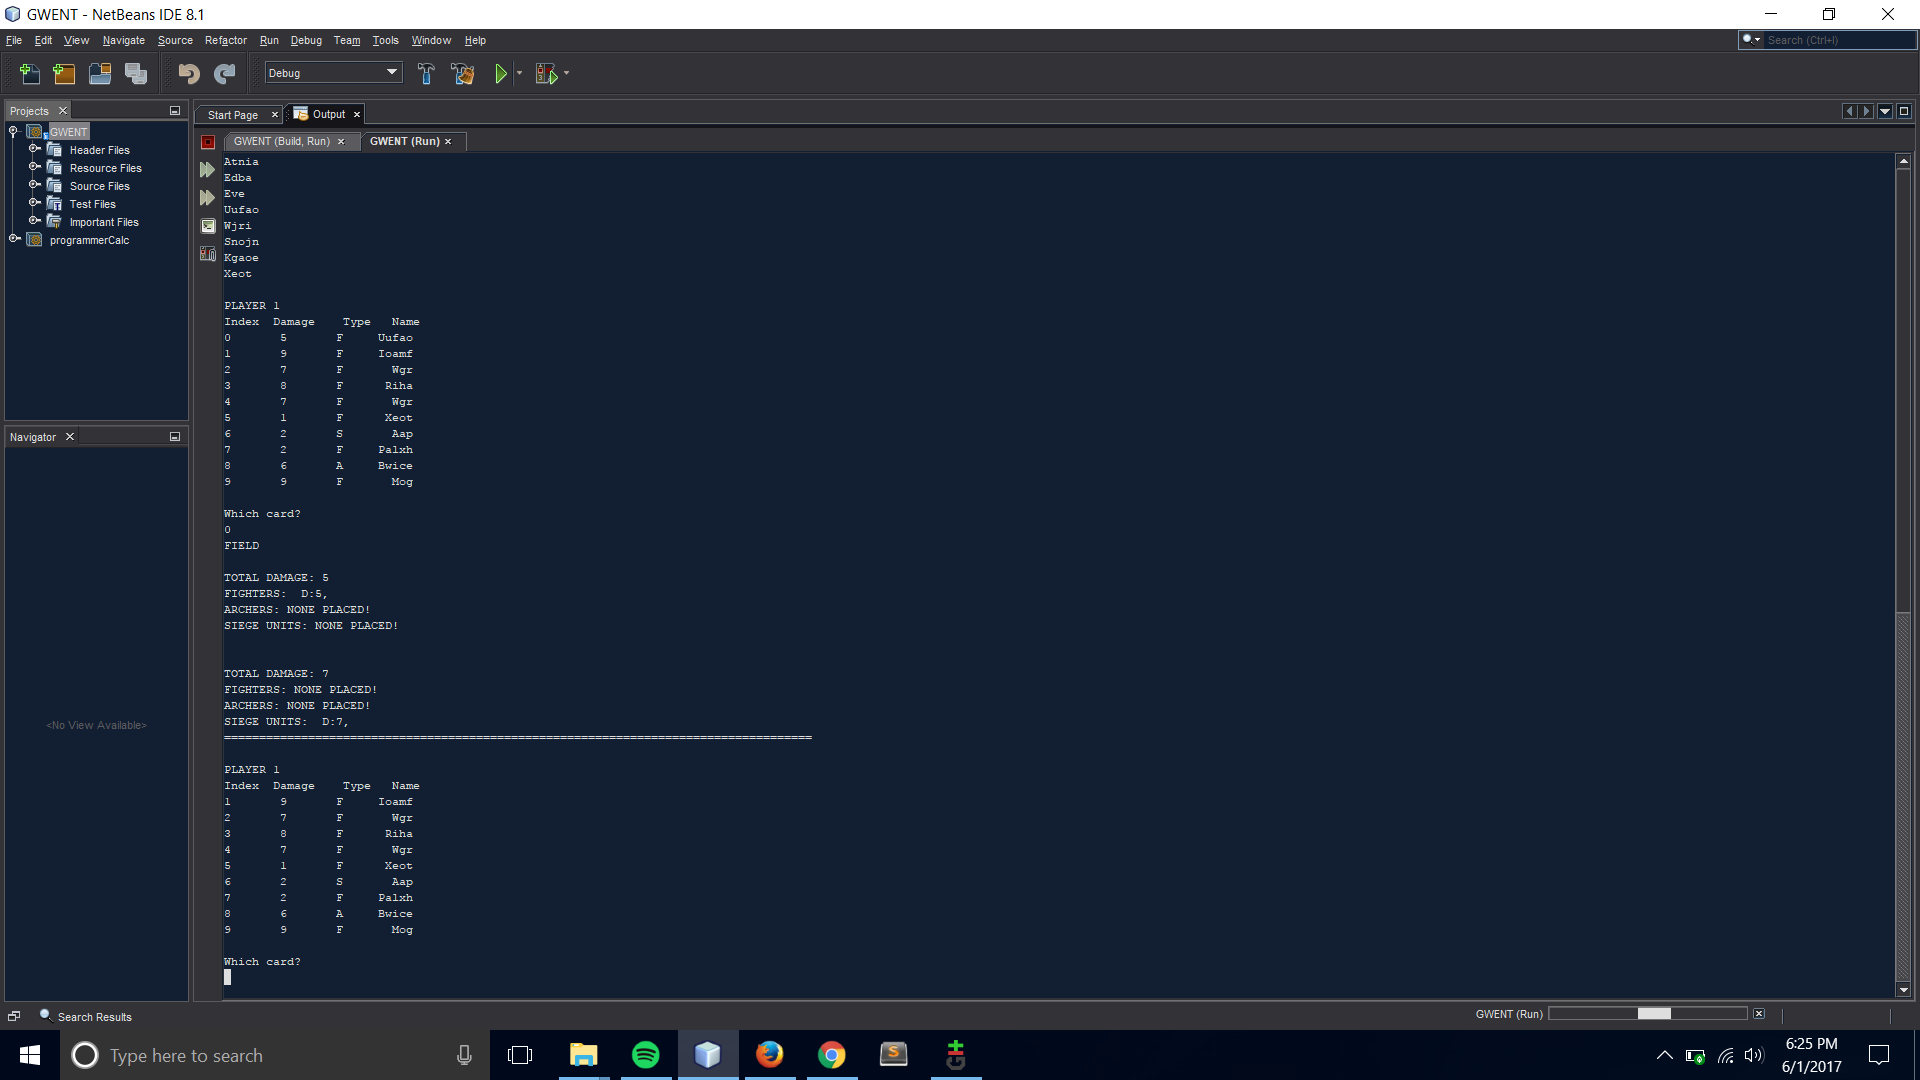 GWENT - NetBeans IDE 8.1
File Edit View Navigate Source Refactor Run Debug Team Tools Window Help
Search (Ctrl+I)
Debug
Projects
GWENT
Header Files
Resource Files
Source Files
Test Files
Important Files
programmerCalc
Navigator
<No View Available>
Start Page
Output
GWENT (Build, Run)
GWENT (Run)
Atnia
Edba
Eve
Uufao
Wjri
Snojn
Kgaoe
Xeot
PLAYER 1
Index Damage Type Name
0 5 F Uufao
1 9 F Ioamf
2 7 F Wgr
3 8 F Riha
4 7 F Wgr
5 1 F Xeot
6 2 S Aap
7 2 F Palxh
8 6 A Bwice
9 9 F Mog
Which card?
0
FIELD
TOTAL DAMAGE: 5
FIGHTERS: D:5,
ARCHERS: NONE PLACED!
SIEGE UNITS: NONE PLACED!
TOTAL DAMAGE: 7
FIGHTERS: NONE PLACED!
ARCHERS: NONE PLACED!
SIEGE UNITS: D:7,
====================================================================================
PLAYER 1
Index Damage Type Name
1 9 F Ioamf
2 7 F Wgr
3 8 F Riha
4 7 F Wgr
5 1 F Xeot
6 2 S Aap
7 2 F Palxh
8 6 A Bwice
9 9 F Mog
Which card?
Search Results
GWENT (Run)
Type here to search
6:25 PM
6/1/2017